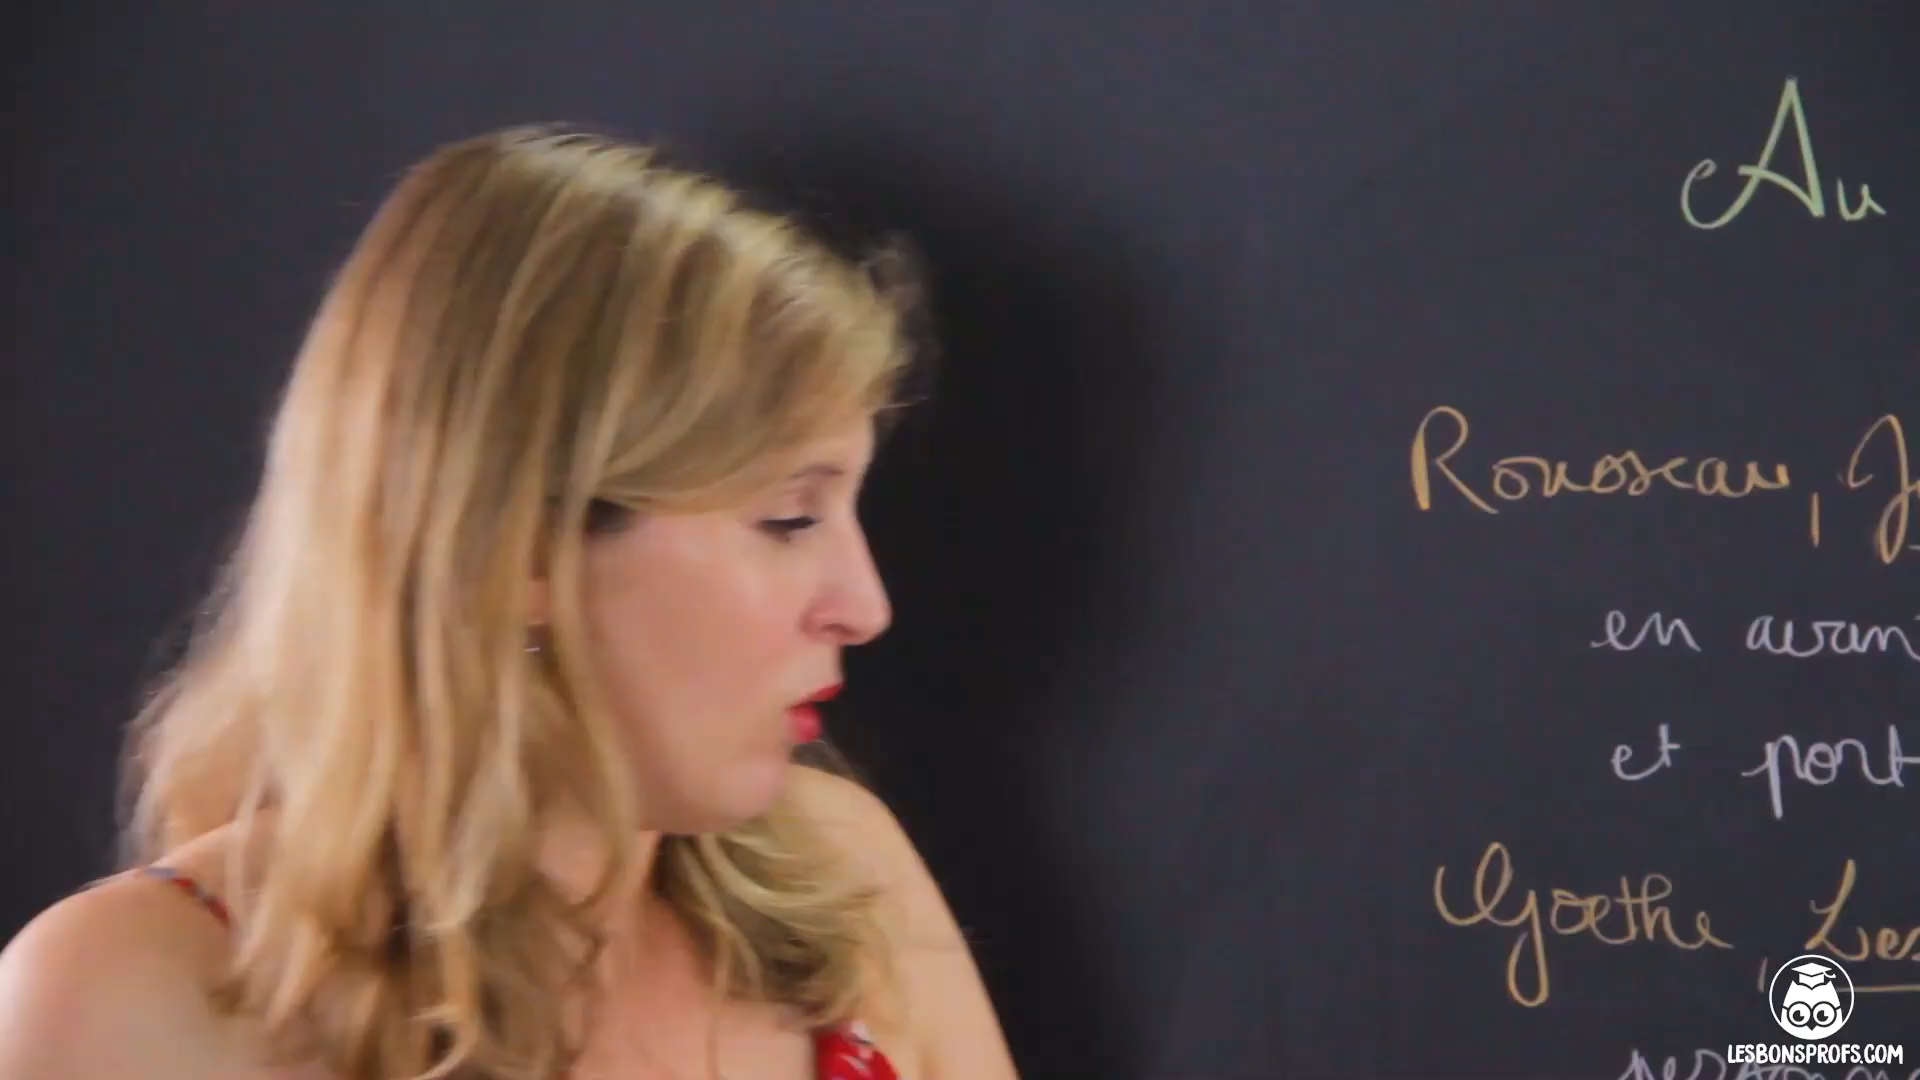 Au
Rousseau, J
en avant
et port
Goethe, Les
LESBONSPROFS.COM